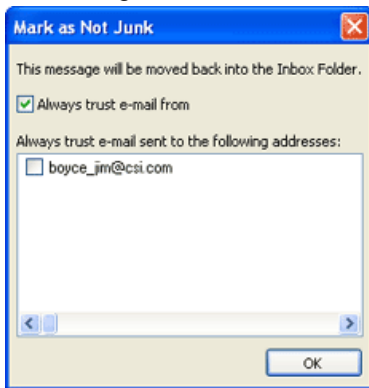 Mark as Not Junk
This message will be moved back into the Inbox Folder.
Always trust e-mail from
Always trust e-mail sent to the following addresses:
boyce_jim@csi.com
OK